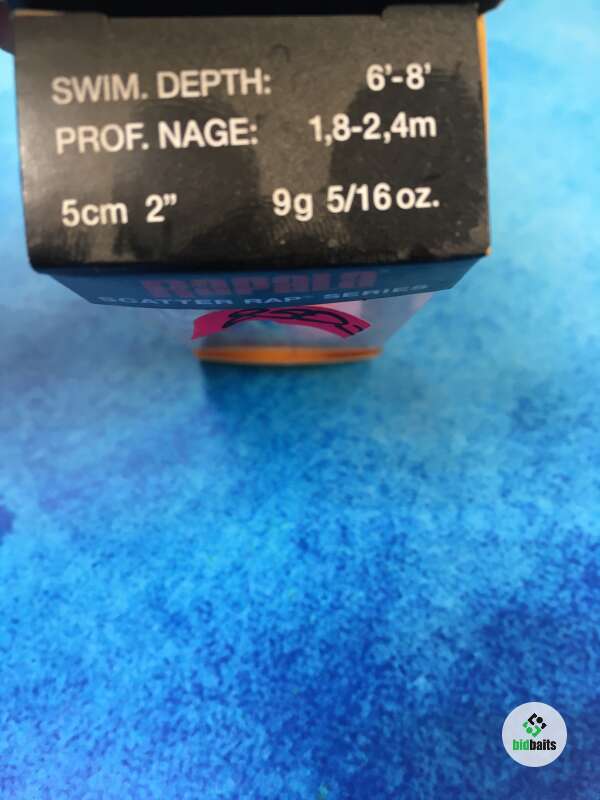 SWIM. DEPTH: 6'-8'
PROF. NAGE: 1,8-2,4m
5cm 2" 9g 5/16 oz.
RAPALA
SCATTER RAP™ SERIES
bidbaits